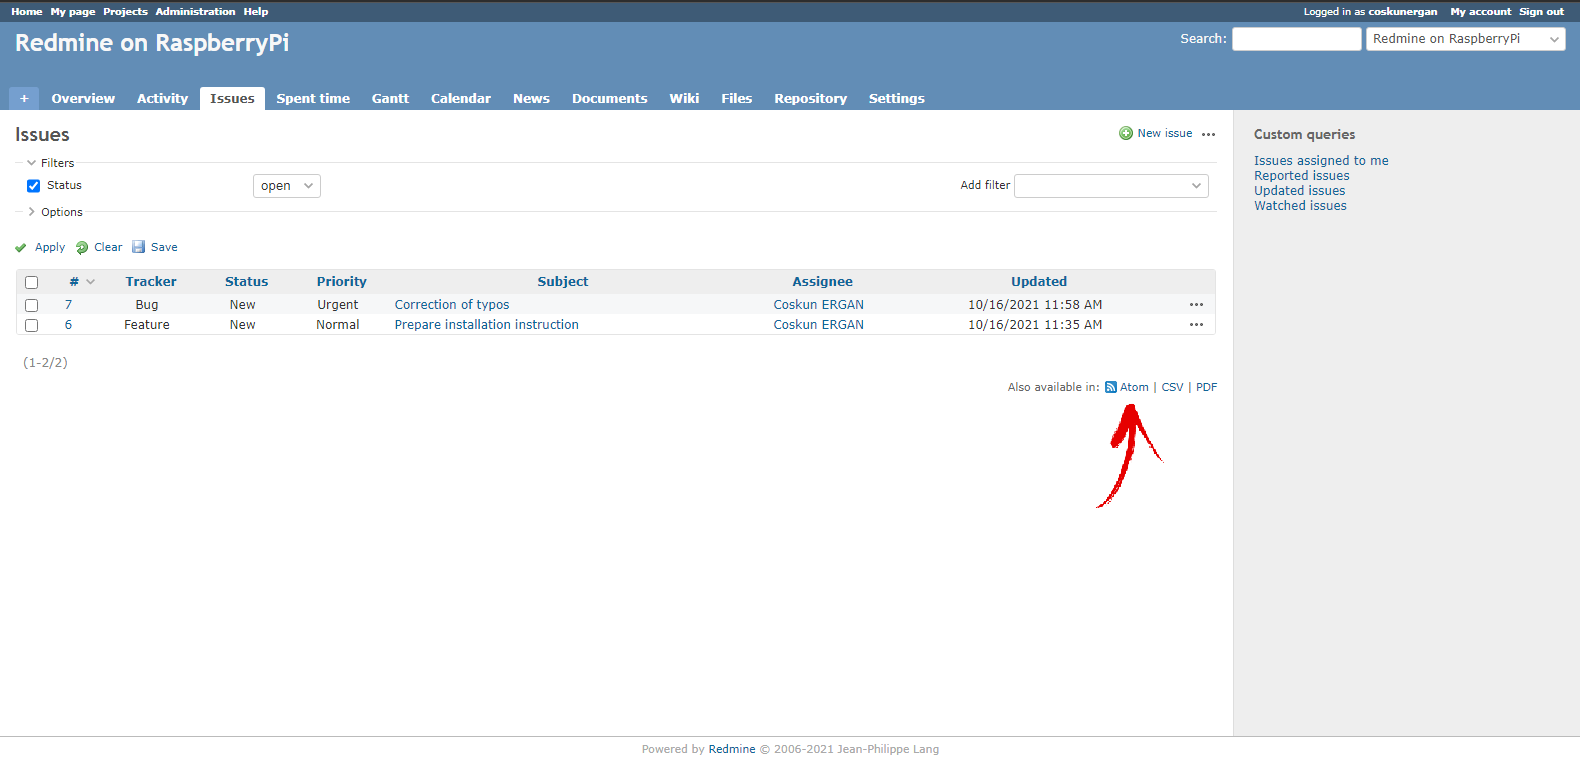 Home My page Projects Administration Help Logged in as coskunergan My account Sign out
Redmine on RaspberryPi Search: Redmine on RaspberryPi
+ Overview Activity Issues Spent time Gantt Calendar News Documents Wiki Files Repository Settings
Issues New issue
Filters
Status open Add filter
Options
Apply Clear Save
# Tracker Status Priority Subject Assignee Updated
7 Bug New Urgent Correction of typos Coskun ERGAN 10/16/2021 11:58 AM
6 Feature New Normal Prepare installation instruction Coskun ERGAN 10/16/2021 11:35 AM
(1-2/2)
Also available in: Atom | CSV | PDF
Custom queries
Issues assigned to me
Reported issues
Updated issues
Watched issues
Powered by Redmine © 2006-2021 Jean-Philippe Lang